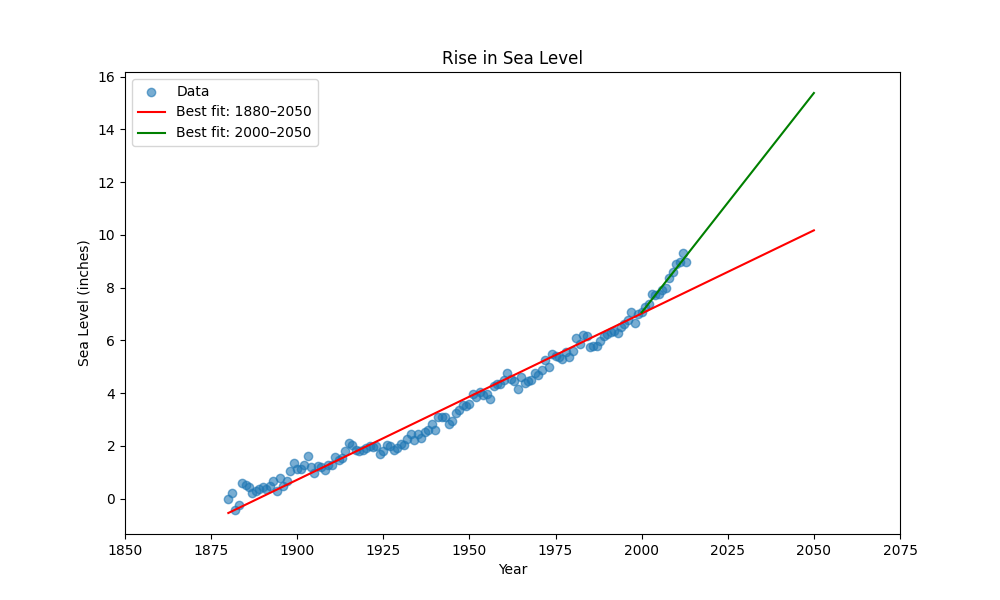 Rise in Sea Level
Data
Best fit: 1880–2050
Best fit: 2000–2050
Sea Level (inches)
16
14
12
10
8
6
4
2
0
1850 1875 1900 1925 1950 1975 2000 2025 2050 2075
Year